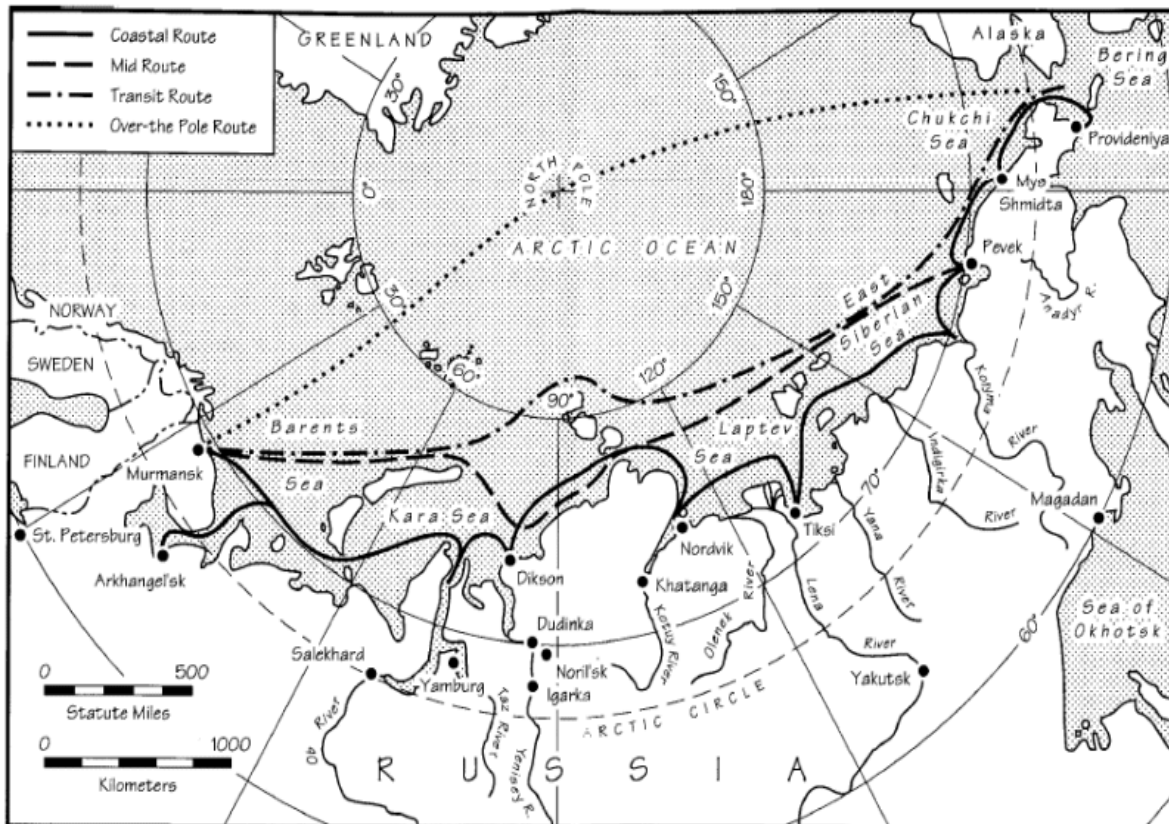 Coastal Route
Mid Route
Transit Route
Over-the Pole Route
GREENLAND
Alaska
Bering
Sea
30°
150°
Chukchi
Sea
Provideniya
NORTH POLE
0°
180°
Mys
Shmidta
ARCTIC OCEAN
Pevek
30°
150°
East
Siberian
Sea
Anadyr R.
NORWAY
SWEDEN
60°
90°
120°
Kolyma
River
Barents
Sea
Laptev
Sea
Indigirka
River
FINLAND
Murmansk
Kara Sea
70°
Magadan
St. Petersburg
Arkhangel'sk
Dikson
Nordvik
Tiksi
Yana
River
Khatanga
Kotuy River
Olenek
River
Lena
River
60°
Sea of
Okhotsk
Dudinka
Noril'sk
Igarka
Salekhard
Yamburg
Yakutsk
0 500
Statute Miles
0 1000
Kilometers
River
Taz River
Yenisey R.
ARCTIC CIRCLE
RUSSIA